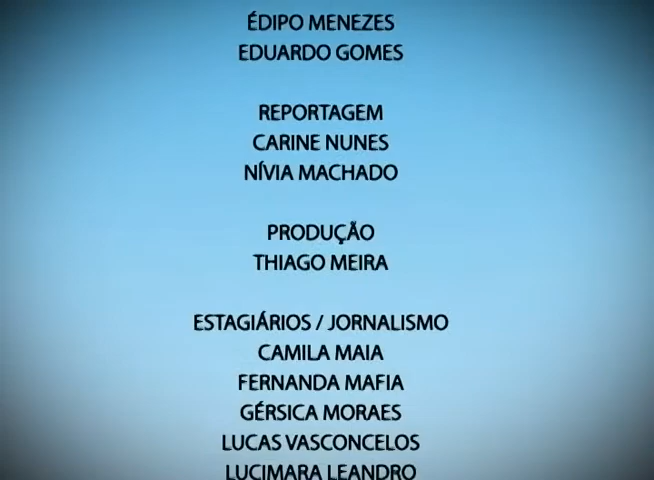 ÉDIPO MENEZES
EDUARDO GOMES
REPORTAGEM
CARINE NUNES
NÍVIA MACHADO
PRODUÇÃO
THIAGO MEIRA
ESTAGIÁRIOS / JORNALISMO
CAMILA MAIA
FERNANDA MAFIA
GÉRSICA MORAES
LUCAS VASCONCELOS
LUCIMARA LEANDRO